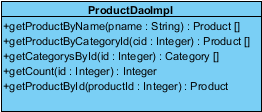 ProductDaoImpl
+getProductByName(pname : String) : Product []
+getProductByCategoryId(cid : Integer) : Product []
+getCategorysById(id : Integer) : Category []
+getCount(id : Integer) : Integer
+getProductById(productId : Integer) : Product